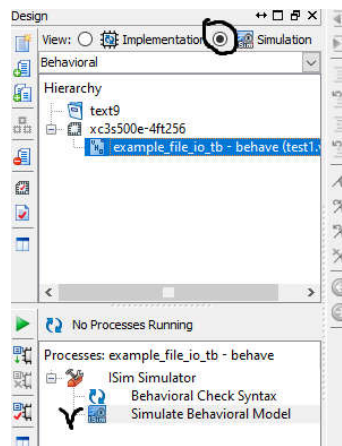 Design
View: Implementation Simulation
Behavioral
Hierarchy
text9
xc3s500e-4ft256
example_file_io_tb - behave (test1.v
No Processes Running
Processes: example_file_io_tb - behave
ISim Simulator
Behavioral Check Syntax
Simulate Behavioral Model